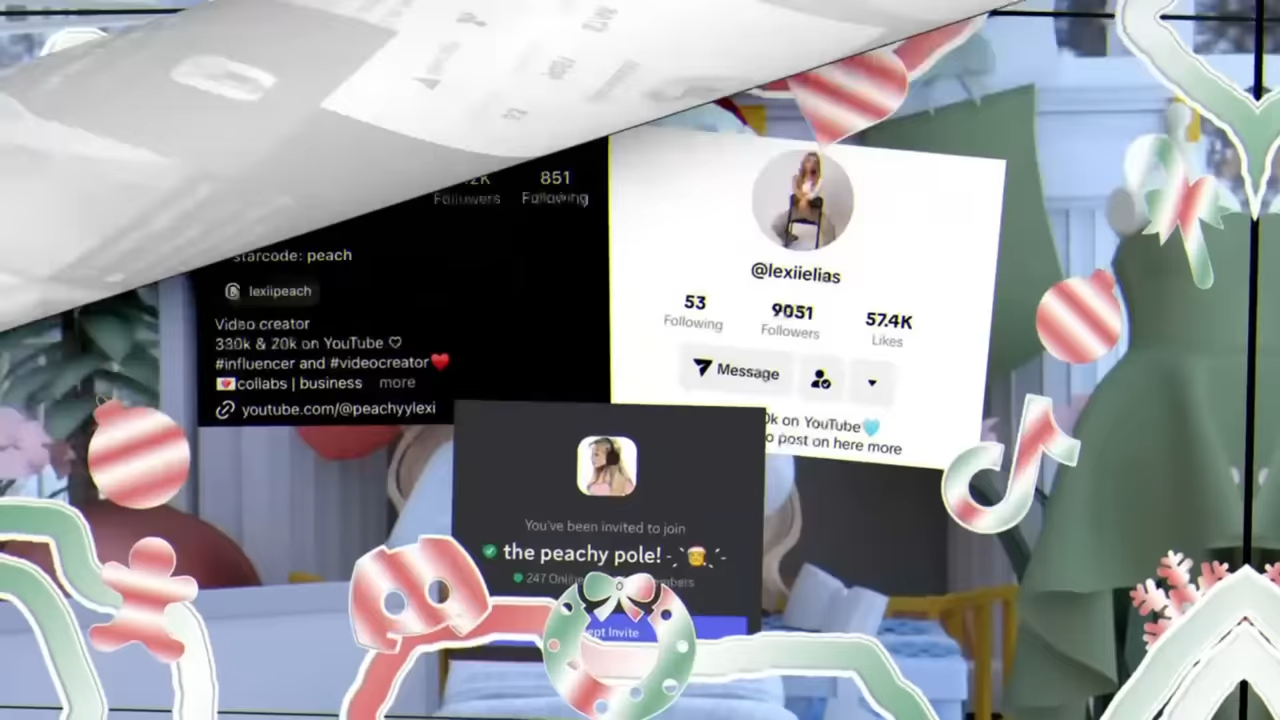 851
Followers
Following
starcode: peach
lexiipeach
Video creator
330k & 20k on YouTube ♡
#influencer and #videocreator❤️
💌collabs | business more
youtube.com/@peachyylexi
@lexiielias
53
9051
57.4K
Following
Followers
Likes
Message
on YouTube🩵
post on here more
You've been invited to join
the peachy pole!
247 Online
Invite